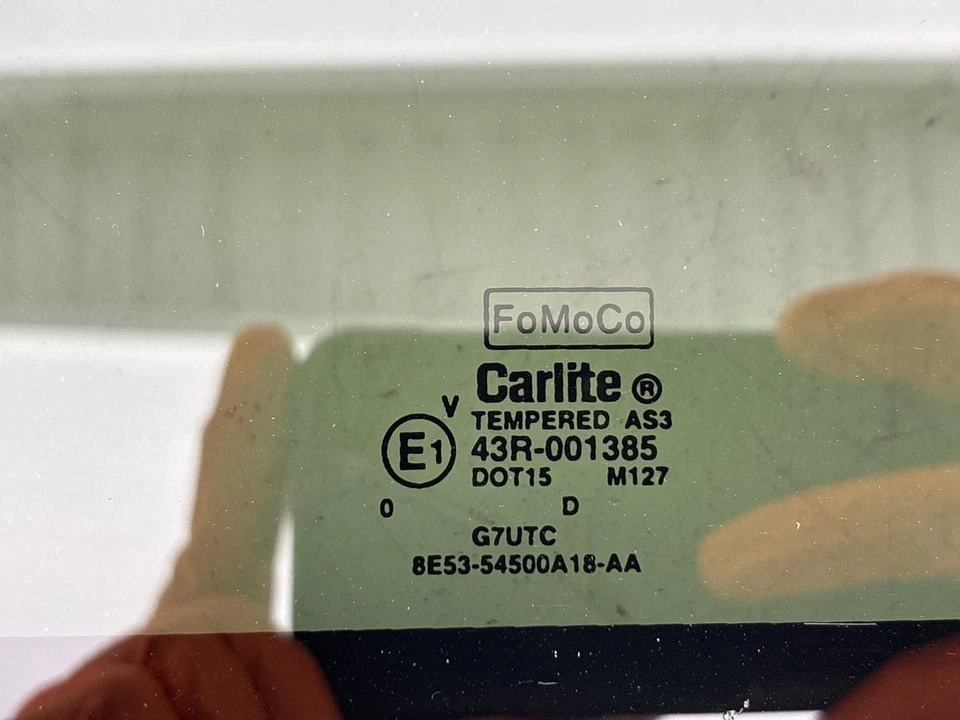 FoMoCo
Carlite®
V TEMPERED AS3
E1 43R-001385
DOT15 M127
0 D
G7UTC
8E53-54500A18-AA